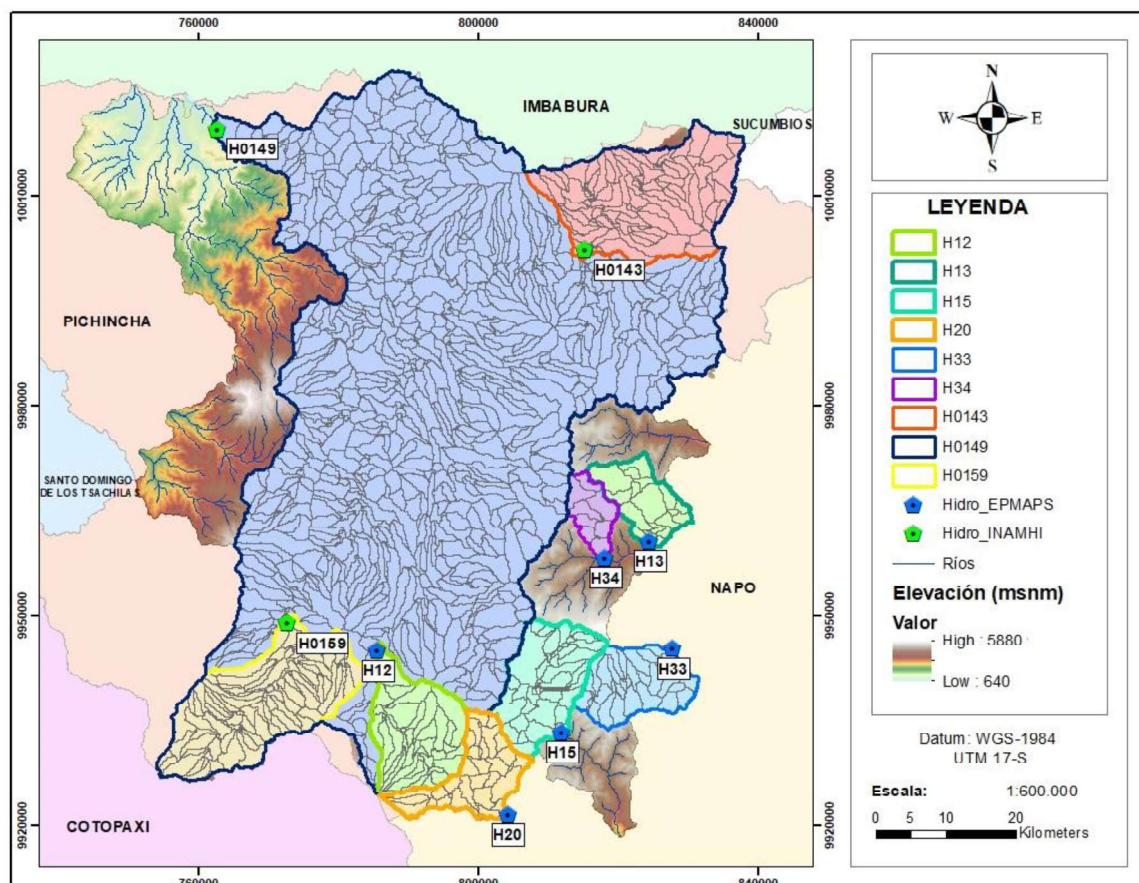 760000
800000
840000
10010000
9980000
9950000
9920000
IMBABURA
SUCUMBIOS
H0149
H0143
PICHINCHA
SANTO DOMINGO
DE LOS TSACHILAS
H13
H34
NAPO
H0159
H12
H33
H15
H20
COTOPAXI
760000
800000
840000
N
W
E
S
LEYENDA
H12
H13
H15
H20
H33
H34
H0143
H0149
H0159
Hidro_EPMAPS
Hidro_INAMHI
Ríos
Elevación (msnm)
Valor
High : 5880
Low : 640
Datum: WGS-1984
UTM 17-S
Escala: 1:600.000
0 5 10 20
Kilometers